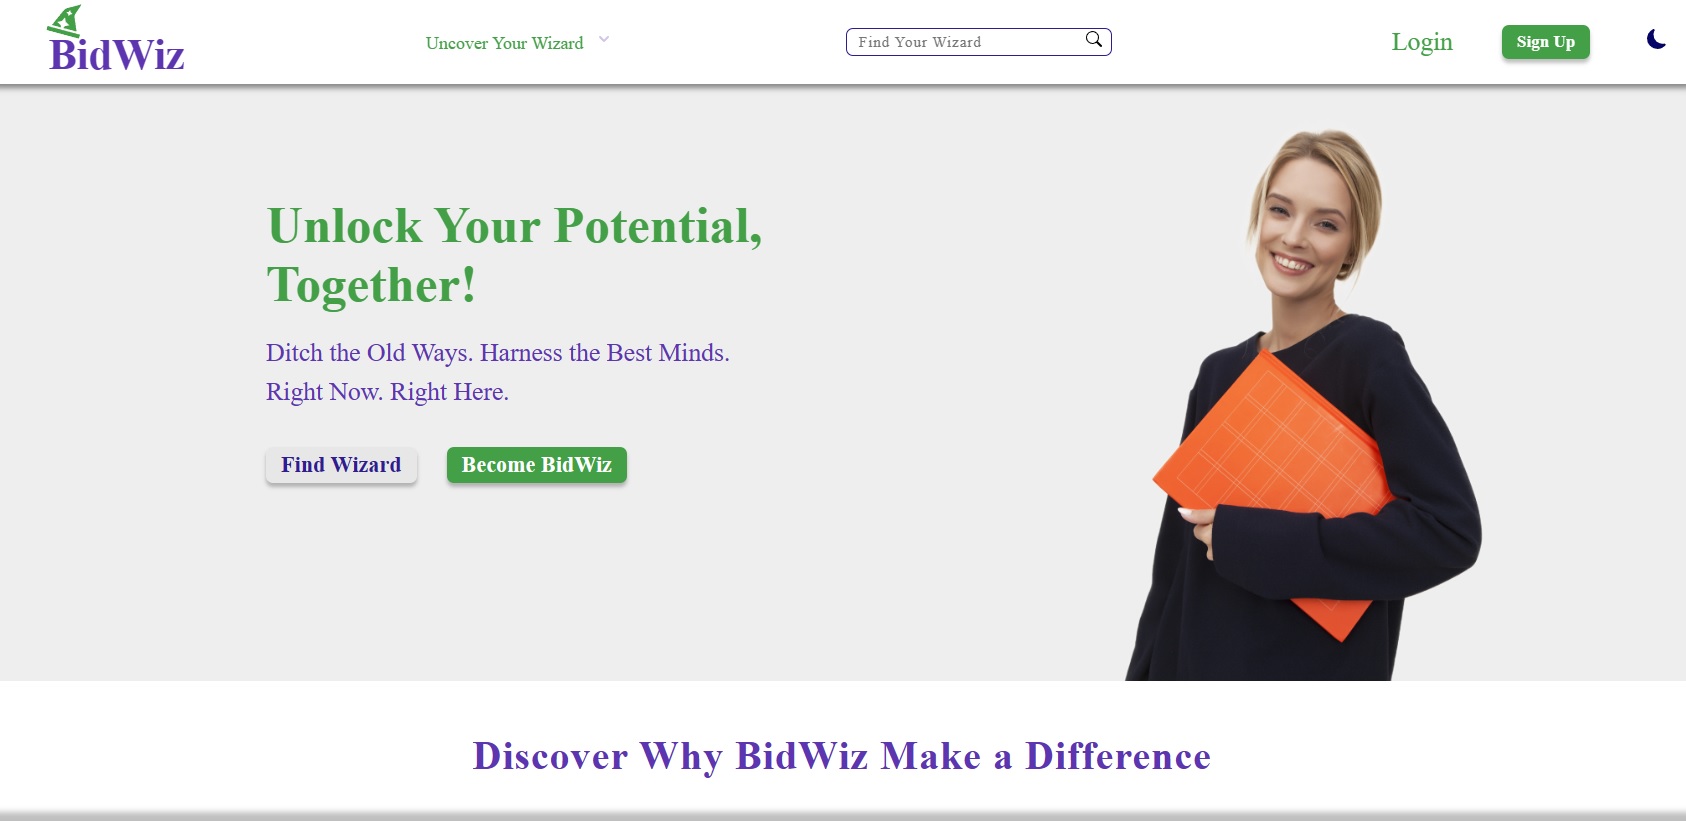 BidWiz
Uncover Your Wizard
Find Your Wizard
Login
Sign Up
Unlock Your Potential,
Together!
Ditch the Old Ways. Harness the Best Minds.
Right Now. Right Here.
Find Wizard
Become BidWiz
Discover Why BidWiz Make a Difference